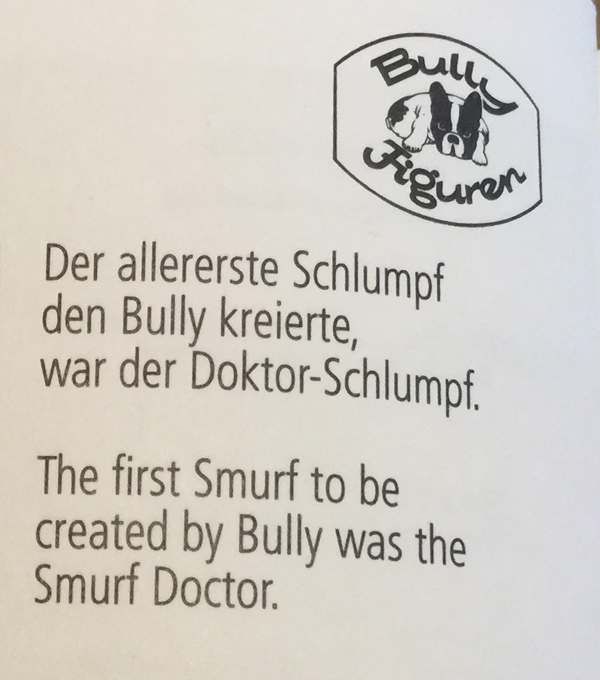 Bully
Figuren
Der allererste Schlumpf
den Bully kreierte,
war der Doktor-Schlumpf.
The first Smurf to be
created by Bully was the
Smurf Doctor.